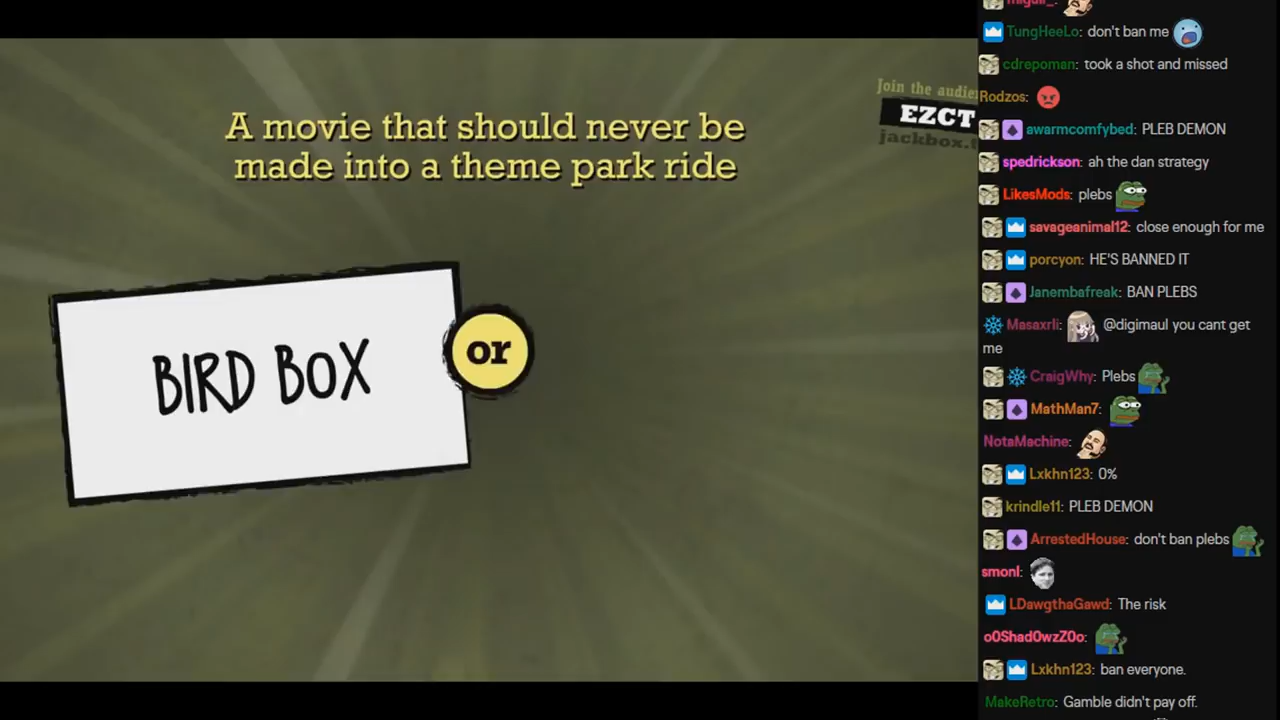 A movie that should never be
made into a theme park ride
Join the
EZCT
BIRD BOX
or
TungHeeLo: don't ban me
cdrepoman: took a shot and missed
Rodzos:
awarmcomfybed: PLEB DEMON
spedrickson: ah the dan strategy
LikesMods: plebs
savageanimal12: close enough for me
porcyon: HE'S BANNED IT
Janembafreak: BAN PLEBS
Masaxrli: @digimaul you cant get
me
CraigWhy: Plebs
MathMan7:
NotaMachine:
Lxkhn123: 0%
krindle11: PLEB DEMON
ArrestedHouse: don't ban plebs
smonl:
LDawgthaGawd: The risk
o0Shad0wzZ0o:
Lxkhn123: ban everyone.
MakeRetro: Gamble didn't pay off.